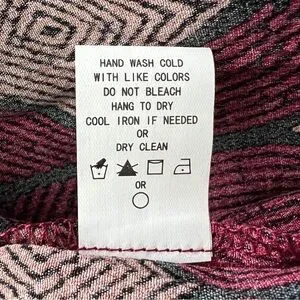 HAND WASH COLD
WITH LIKE COLORS
DO NOT BLEACH
HANG TO DRY
COOL IRON IF NEEDED
OR
DRY CLEAN
OR